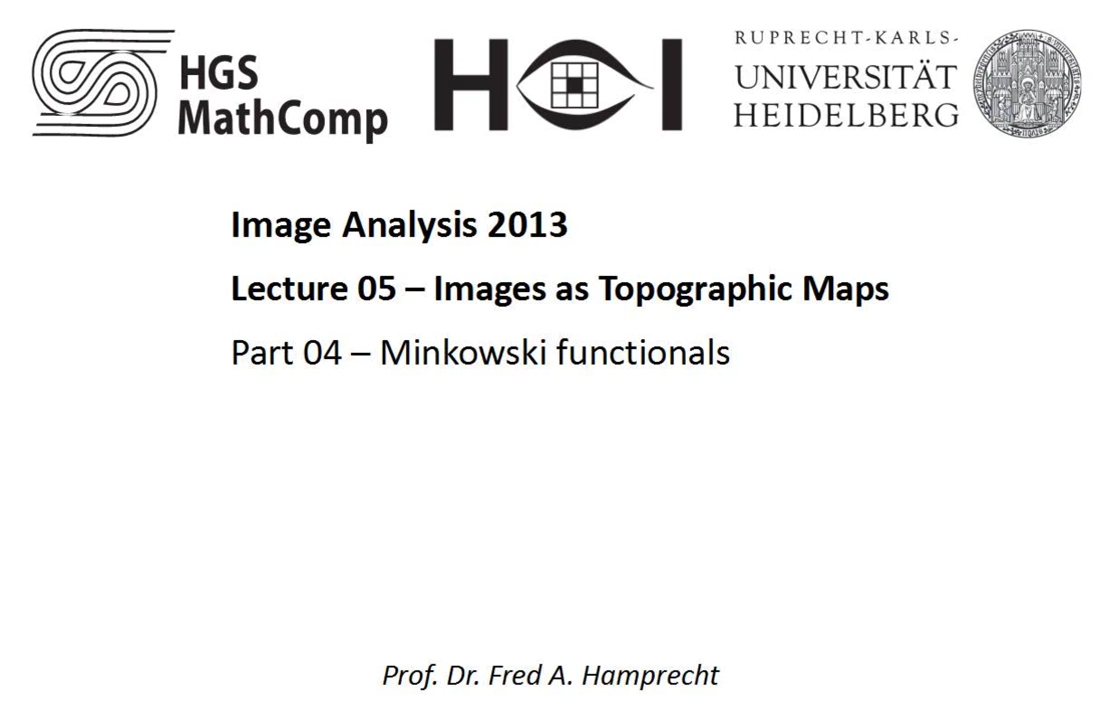 HGS
MathComp
HCI
RUPRECHT-KARLS-
UNIVERSITÄT
HEIDELBERG
Image Analysis 2013
Lecture 05 – Images as Topographic Maps
Part 04 – Minkowski functionals
Prof. Dr. Fred A. Hamprecht